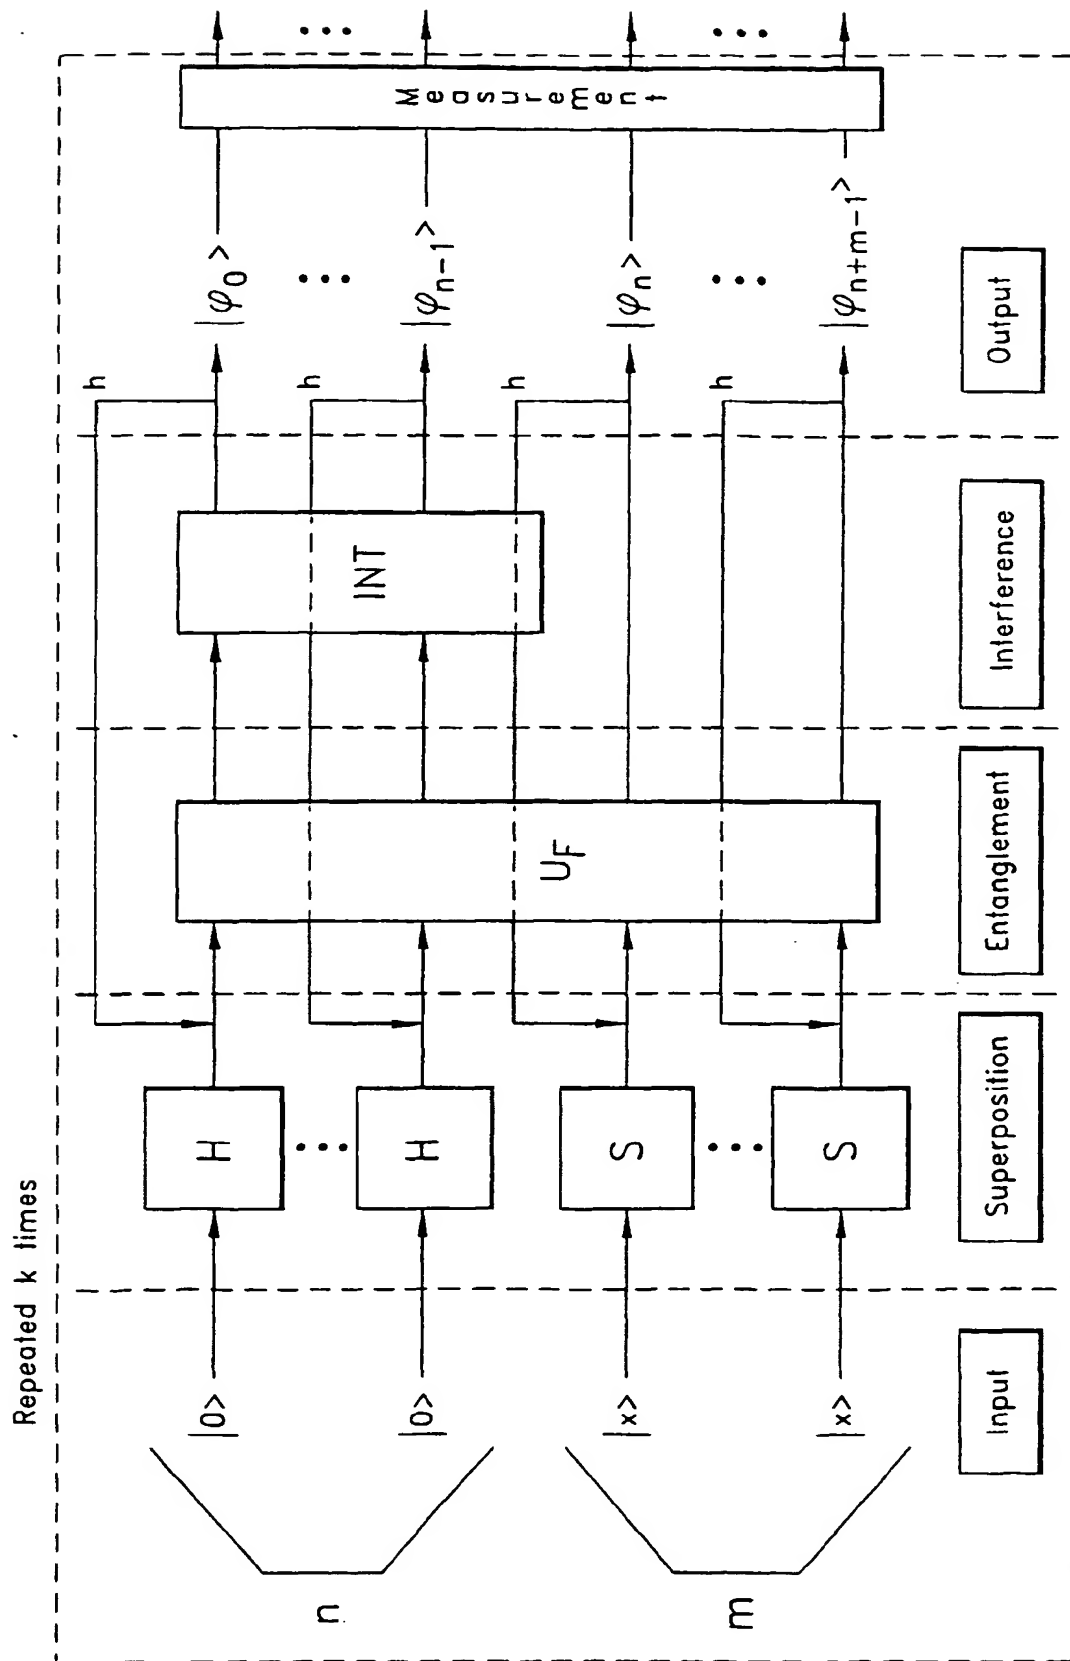 Repeated k times
n
m
|0>
|0>
|x>
|x>
H
...
H
S
...
S
U_F
INT
h
h
h
h
|φ_0>
...
|φ_{n-1}>
|φ_n>
...
|φ_{n+m-1}>
Measurement
...
...
Input
Superposition
Entanglement
Interference
Output